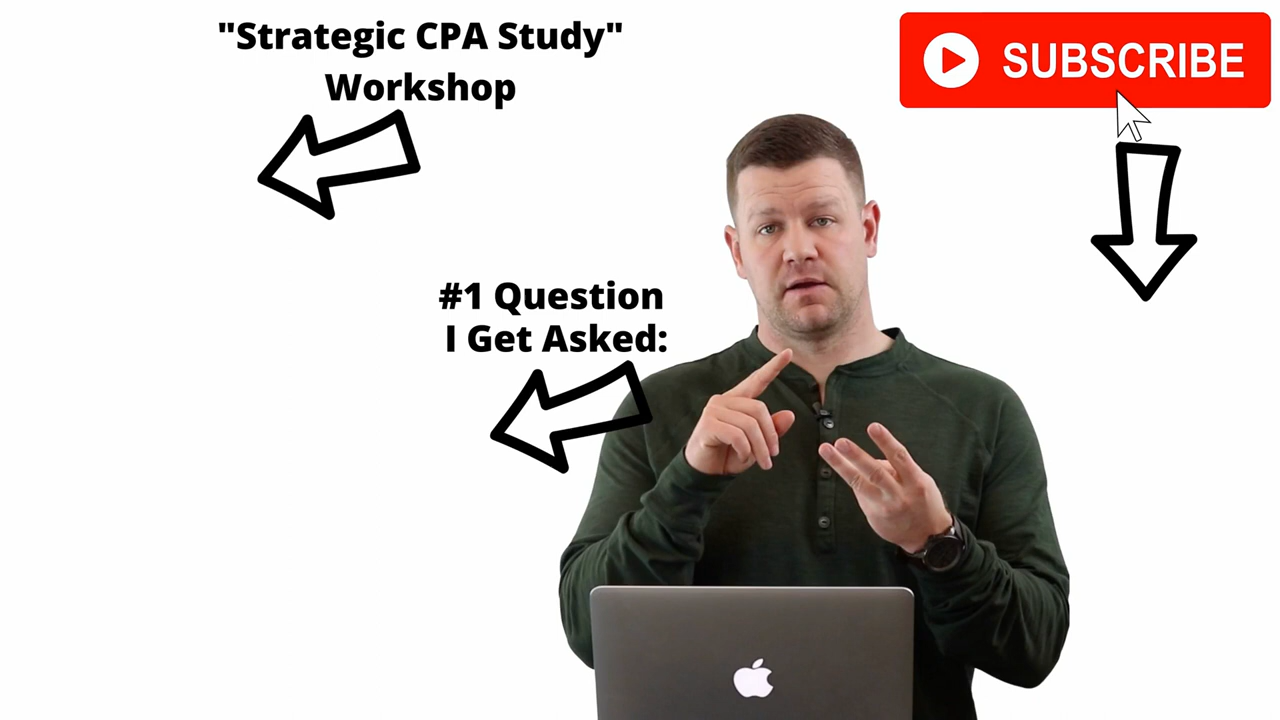 "Strategic CPA Study"
Workshop
SUBSCRIBE
#1 Question
I Get Asked: